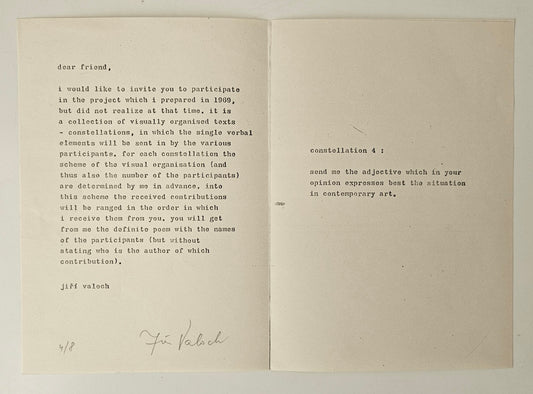 dear friend,
i would like to invite you to participate
in the project which i prepared in 1969,
but did not realize at that time. it is
a collection of visually organised texts
- constellations, in which the single verbal
elements will be sent in by the various
participants. for each constellation the
scheme of the visual organisation (and
thus also the number of the participants)
are determined by me in advance. into
this scheme the received contributions
will be ranged in the order in which
i receive them from you. you will get
from me the definite poem with the names
of the participants (but without
stating who is the author of which
contribution).
jiří valoch
4/8
Jiří Valoch
constellation 4 :
send me the adjective which in your
opinion expresses best the situation
in contemporary art.